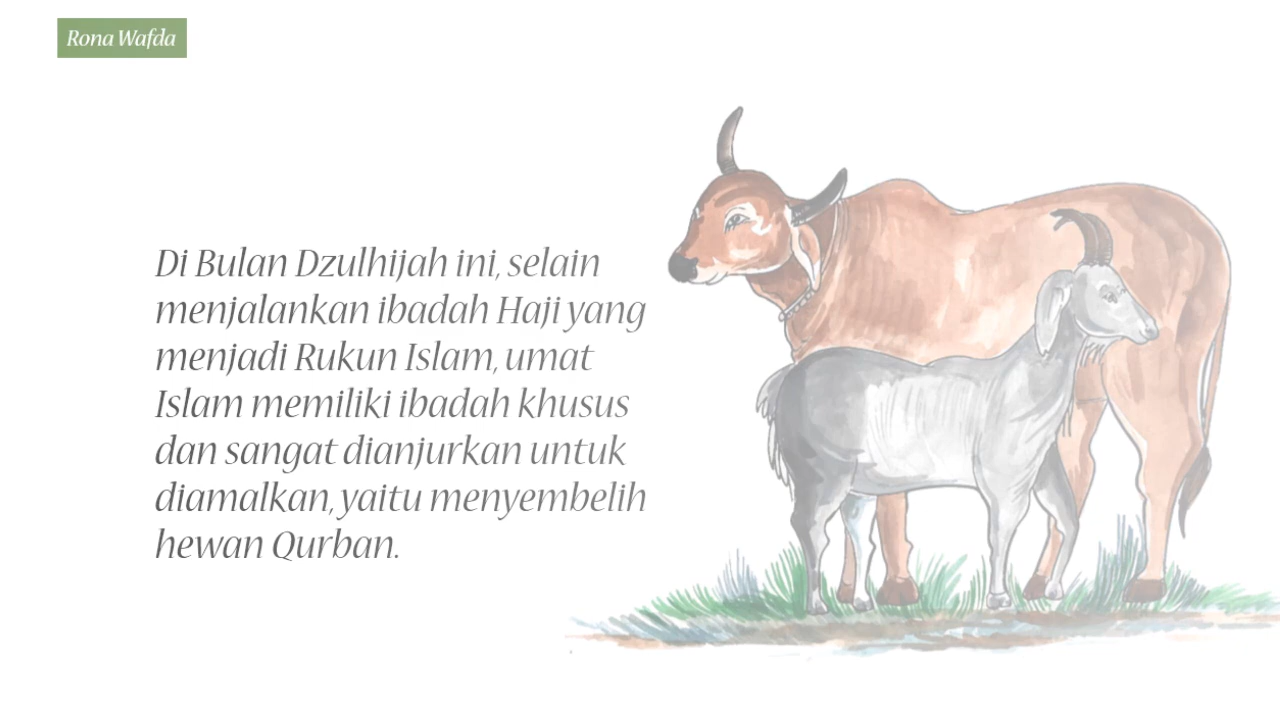 Rona Wafda
Di Bulan Dzulhijah ini, selain
menjalankan ibadah Haji yang
menjadi Rukun Islam, umat
Islam memiliki ibadah khusus
dan sangat dianjurkan untuk
diamalkan, yaitu menyembelih
hewan Qurban.